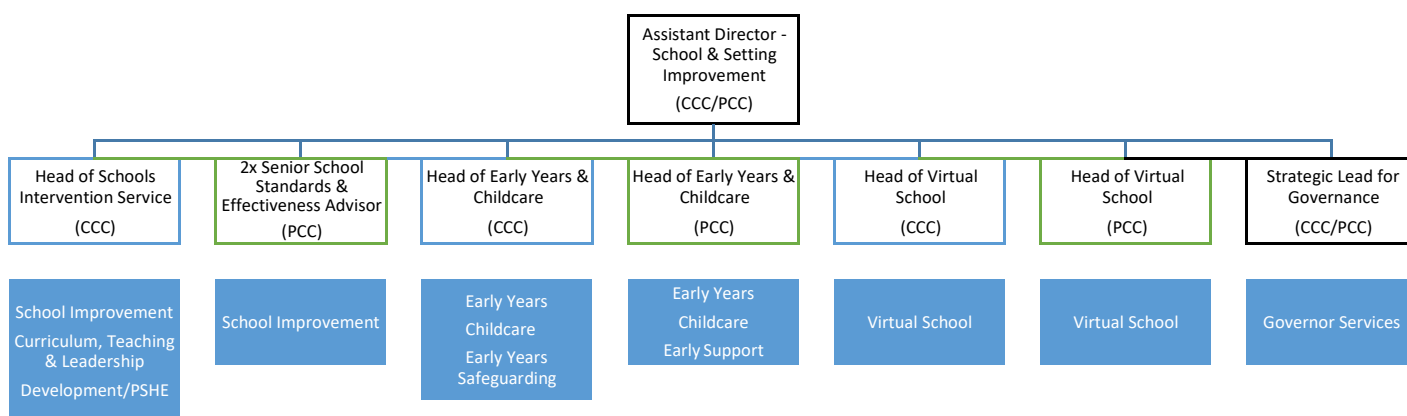 Assistant Director -
School & Setting
Improvement
(CCC/PCC)
Head of Schools
Intervention Service
(CCC)
2x Senior School
Standards &
Effectiveness Advisor
(PCC)
Head of Early Years &
Childcare
(CCC)
Head of Early Years &
Childcare
(PCC)
Head of Virtual
School
(CCC)
Head of Virtual
School
(PCC)
Strategic Lead for
Governance
(CCC/PCC)
School Improvement
Curriculum, Teaching
& Leadership
Development/PSHE
School Improvement
Early Years
Childcare
Early Years
Safeguarding
Early Years
Childcare
Early Support
Virtual School
Virtual School
Governor Services